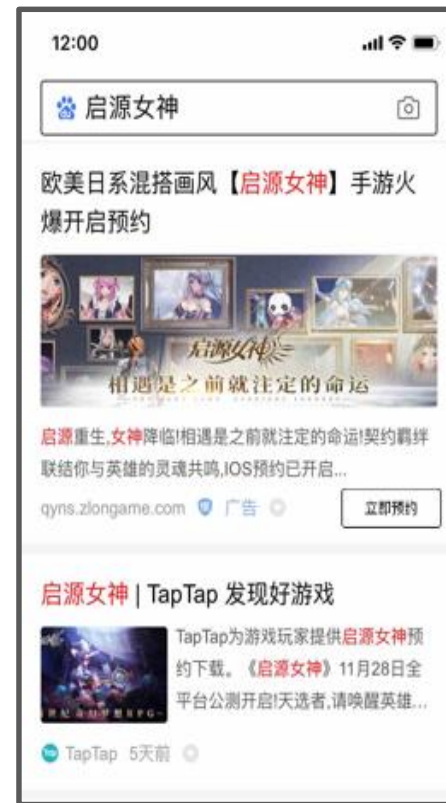 12:00
启源女神
欧美日系混搭画风【启源女神】手游火
爆开启预约
启源女神
相遇是之前就注定的命运
启源重生,女神降临!相遇是之前就注定的命运!契约羁绊
联结你与英雄的灵魂共鸣,IOS预约已开启...
qyns.zlongame.com 广告
立即预约
启源女神 | TapTap 发现好游戏
TapTap为游戏玩家提供启源女神预
约下载。《启源女神》11月28日全
平台公测开启!天选者,请唤醒英雄...
TapTap 5天前